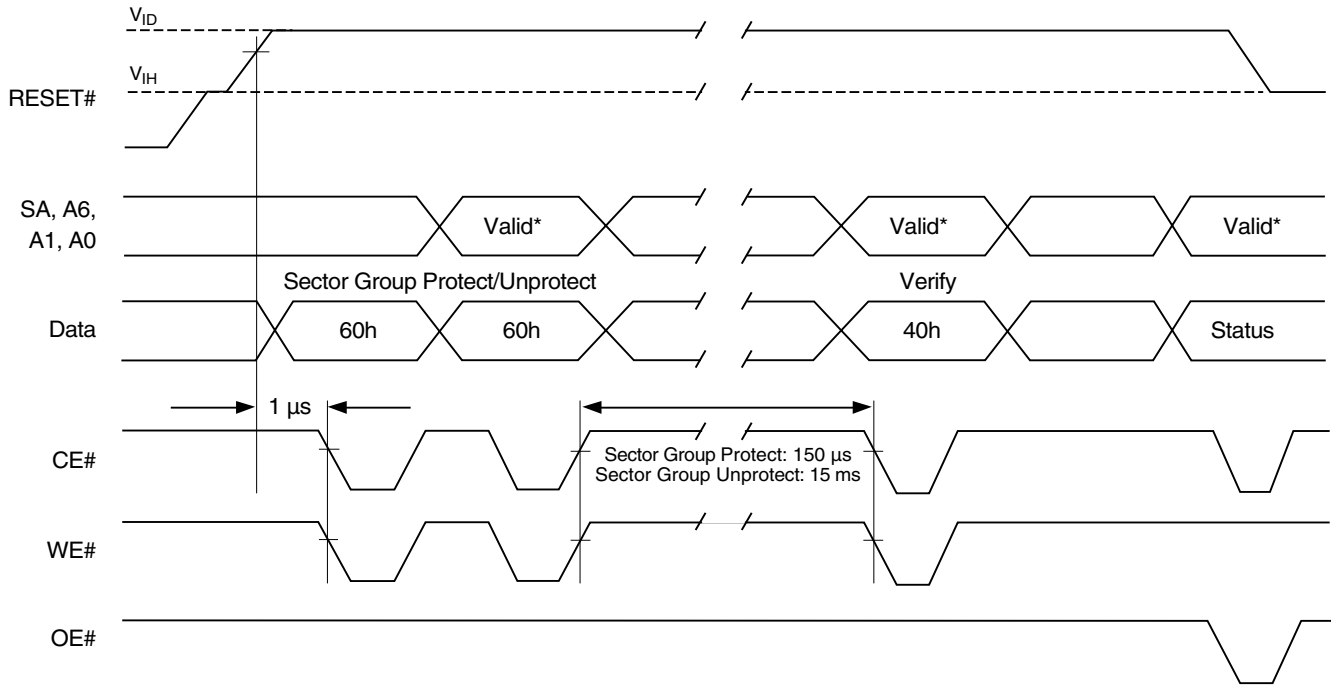 VID
VIH
RESET#
SA, A6,
A1, A0
Valid*
Valid*
Valid*
Sector Group Protect/Unprotect
Verify
Data
60h
60h
40h
Status
1 µs
CE#
Sector Group Protect: 150 µs
Sector Group Unprotect: 15 ms
WE#
OE#